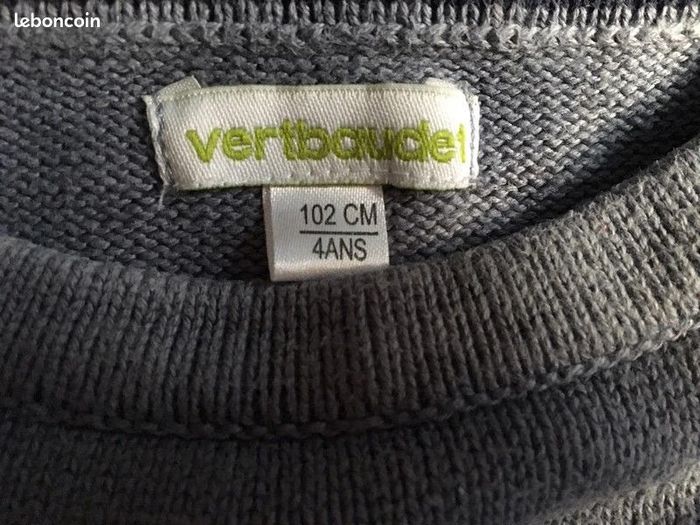 leboncoin
vertbaudet
102 CM
4ANS